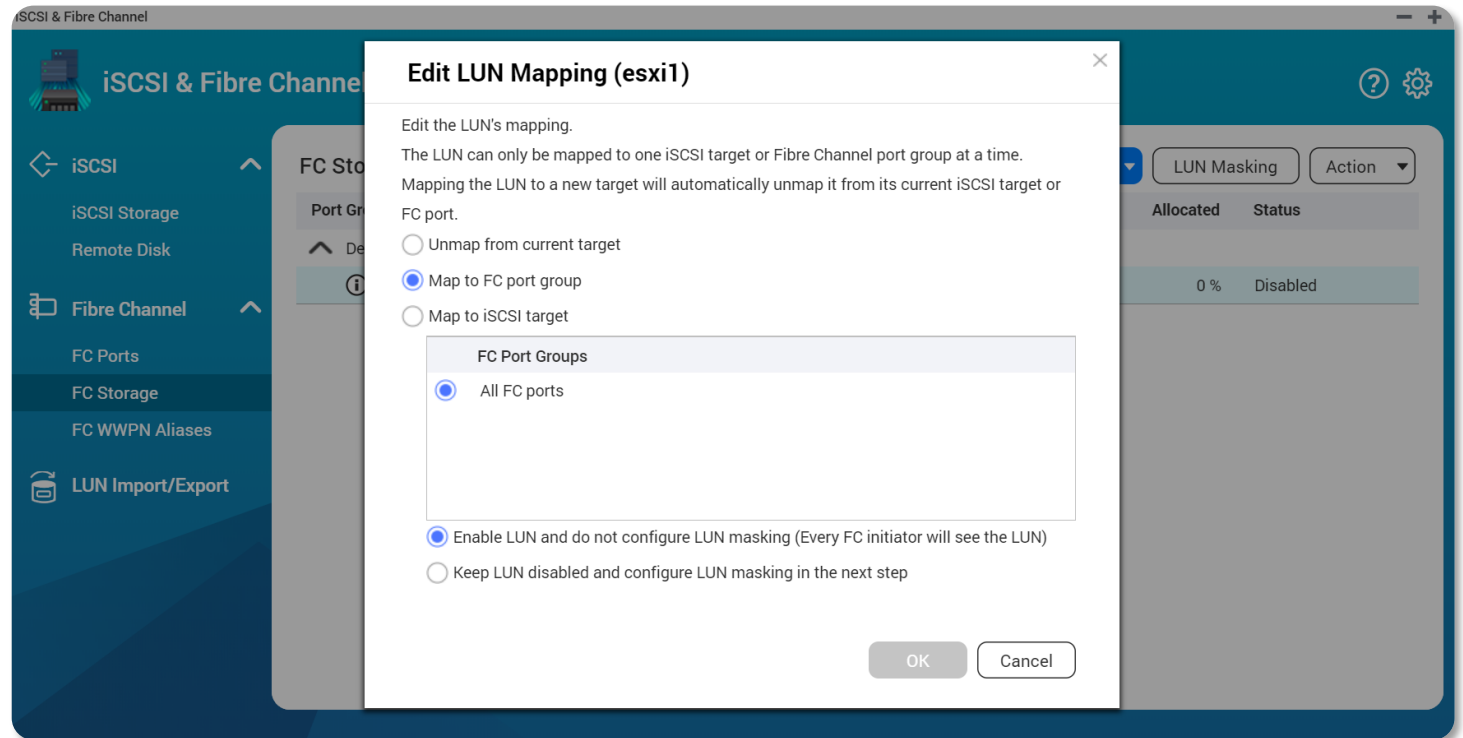 iSCSI & Fibre Channel
iSCSI & Fibre Channel
iSCSI
iSCSI Storage
Remote Disk
Fibre Channel
FC Ports
FC Storage
FC WWPN Aliases
LUN Import/Export
FC Sto
LUN Masking
Action
Port Gr
Allocated
Status
De
0 %
Disabled
Edit LUN Mapping (esxi1)
Edit the LUN's mapping.
The LUN can only be mapped to one iSCSI target or Fibre Channel port group at a time.
Mapping the LUN to a new target will automatically unmap it from its current iSCSI target or
FC port.
Unmap from current target
Map to FC port group
Map to iSCSI target
FC Port Groups
All FC ports
Enable LUN and do not configure LUN masking (Every FC initiator will see the LUN)
Keep LUN disabled and configure LUN masking in the next step
OK
Cancel